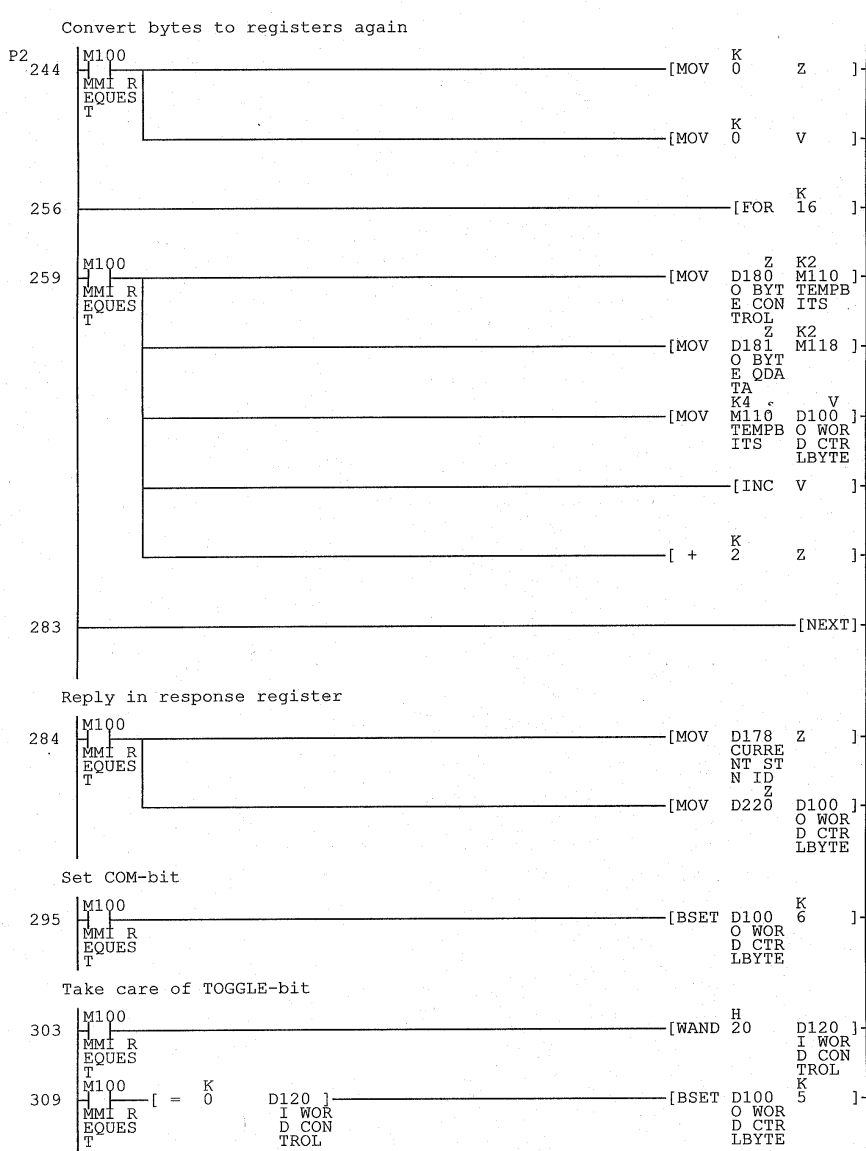 Convert bytes to registers again
P2
M100
K
244 [MOV 0 Z ]
MMI R
EQUES
T
K
[MOV 0 V ]
K
256 [FOR 16 ]
M100 Z K2
259 [MOV D180 M110 ]
MMI R O BYT TEMPB
EQUES E CON ITS
T TROL
Z K2
[MOV D181 M118 ]
O BYT
E QDA
TA
K4 V
[MOV M110 D100 ]
TEMPB O WOR
ITS D CTR
LBYTE
[INC V ]
K
[ + 2 Z ]
283 [NEXT]
Reply in response register
M100
284 [MOV D178 Z ]
MMI R CURRE
EQUES NT ST
T N ID
Z
[MOV D220 D100 ]
O WOR
D CTR
LBYTE
Set COM-bit
M100 K
295 [BSET D100 6 ]
MMI R O WOR
EQUES D CTR
T LBYTE
Take care of TOGGLE-bit
M100 H
303 [WAND 20 D120 ]
MMI R I WOR
EQUES D CON
T TROL
M100 K K
309 [ = 0 D120 ] [BSET D100 5 ]
MMI R I WOR O WOR
EQUES D CON D CTR
T TROL LBYTE